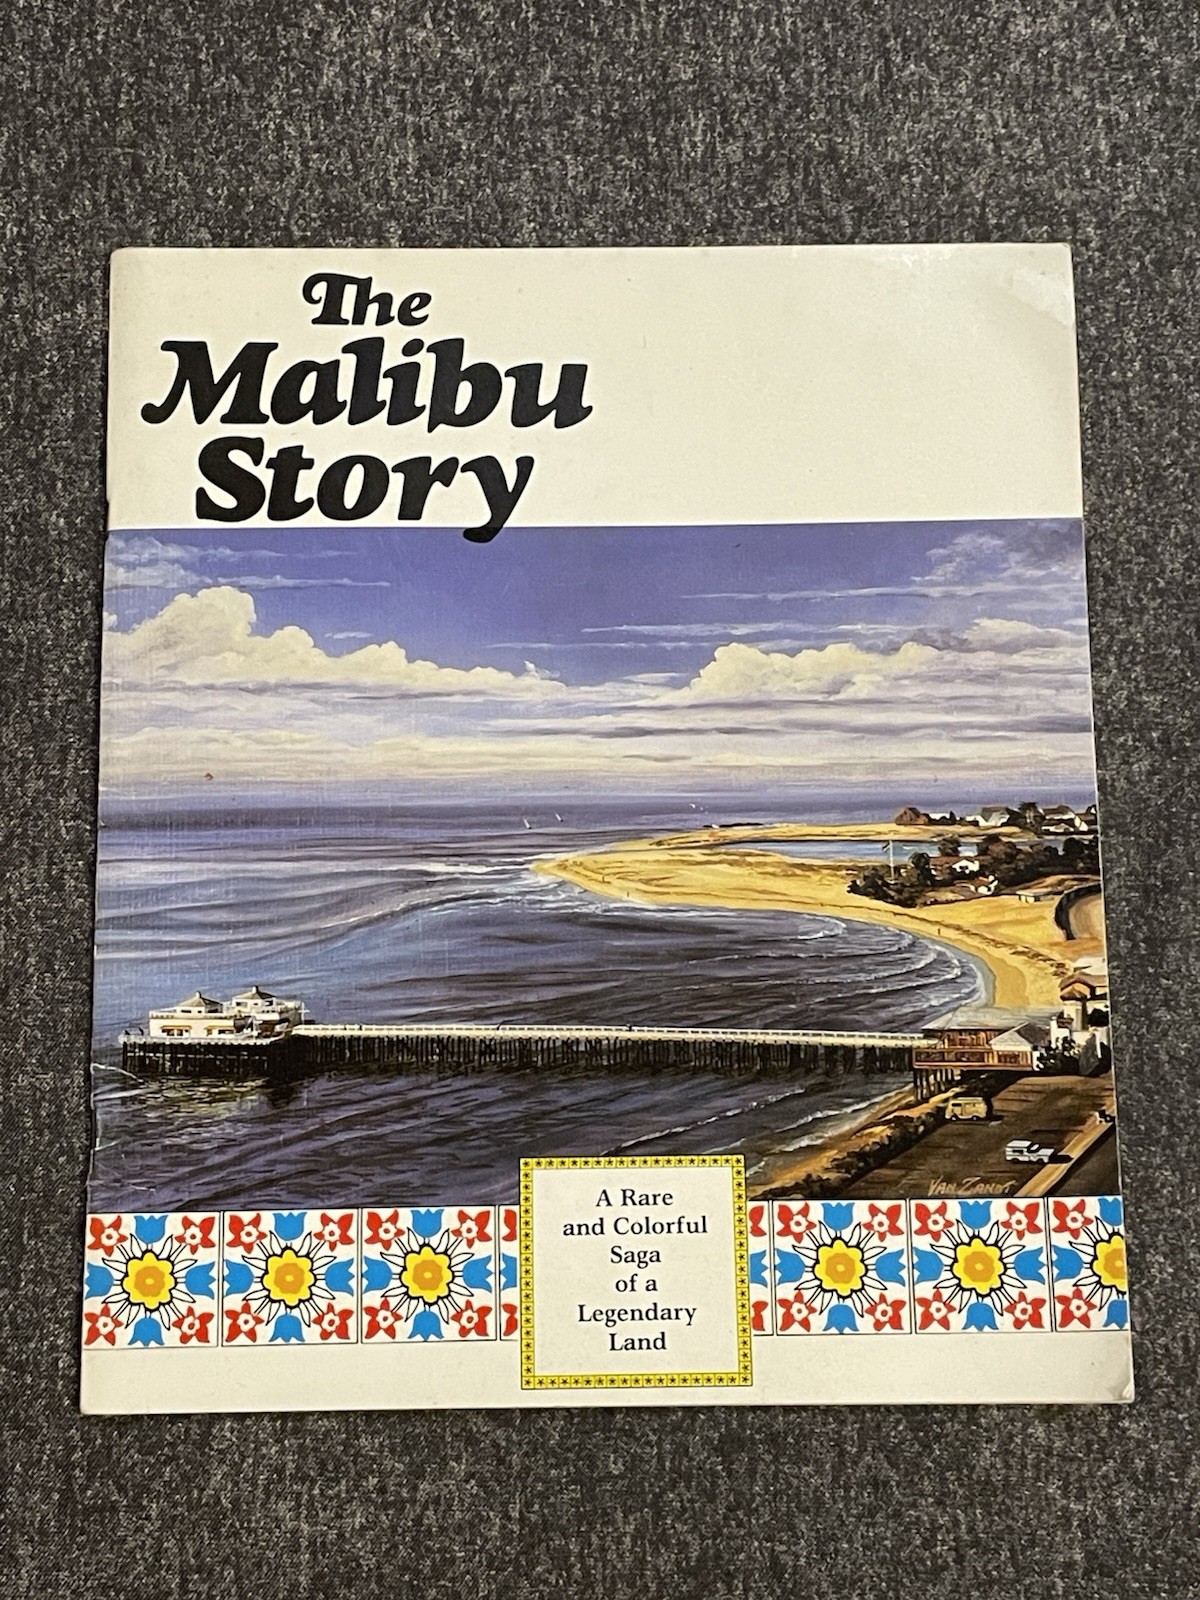 The
Malibu
Story
VAN ZANDT
A Rare
and Colorful
Saga
of a
Legendary
Land